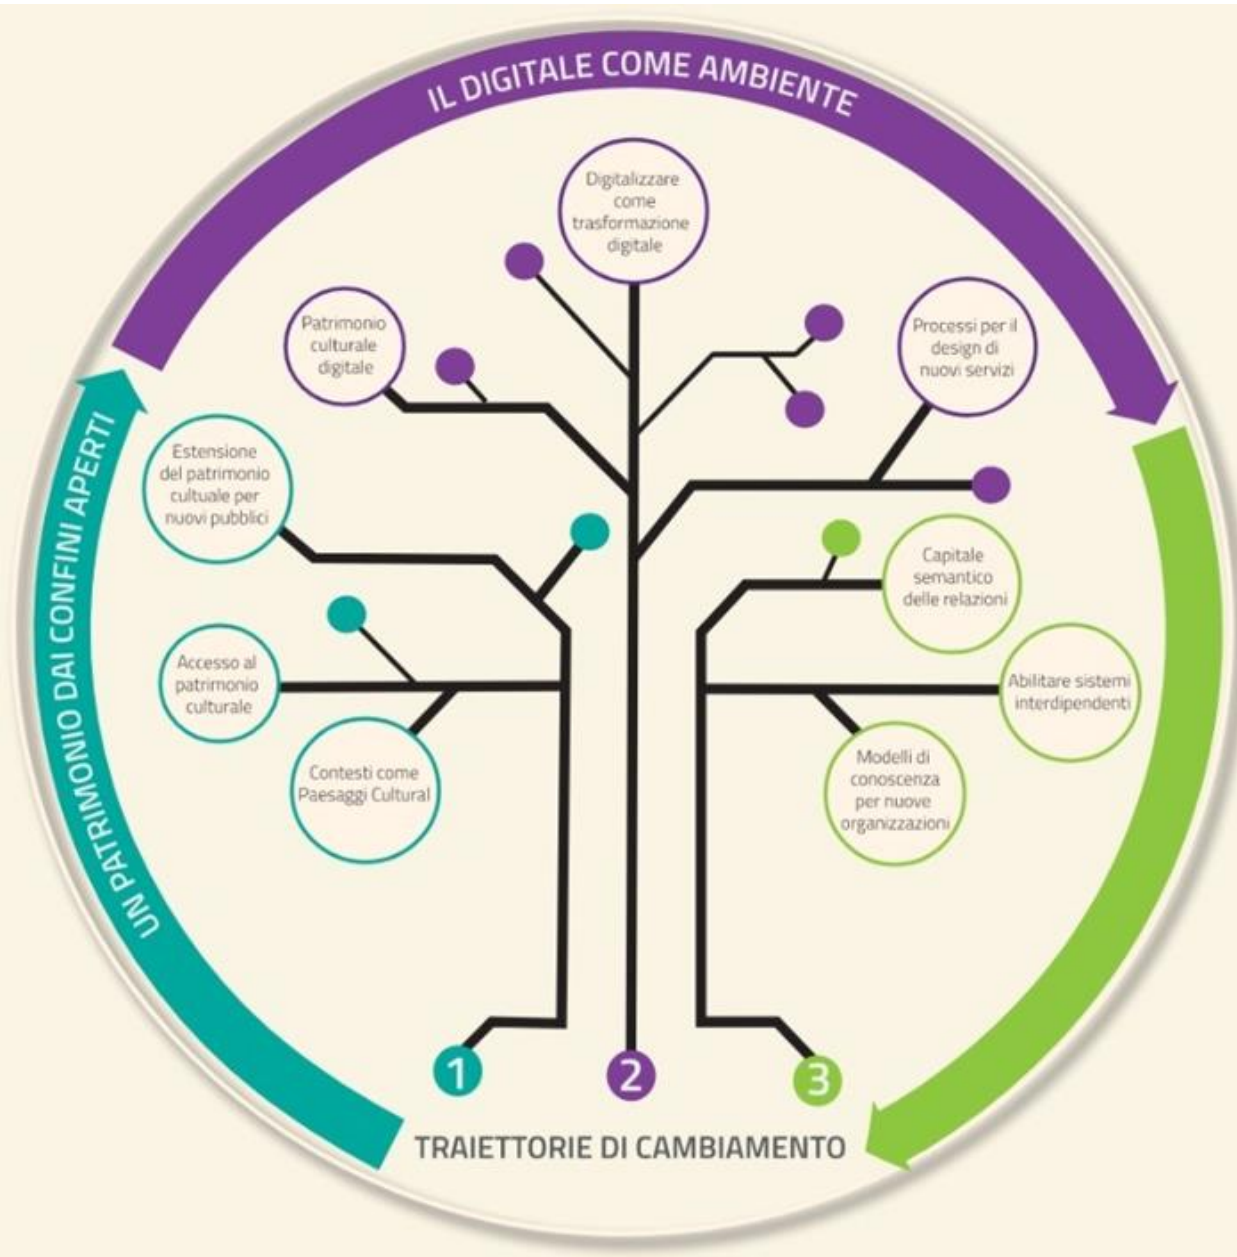 IL DIGITALE COME AMBIENTE
Digitalizzare
come
trasformazione
digitale
Patrimonio
culturale
digitale
Processi per il
design di
nuovi servizi
Estensione
del patrimonio
cultuale per
nuovi pubblici
Capitale
semantico
delle relazioni
Accesso al
patrimonio
culturale
Abilitare sistemi
interdipendenti
Contesti come
Paesaggi Cultural
Modelli di
conoscenza
per nuove
organizzazioni
UN PATRIMONIO DAI CONFINI APERTI
1
2
3
TRAIETTORIE DI CAMBIAMENTO